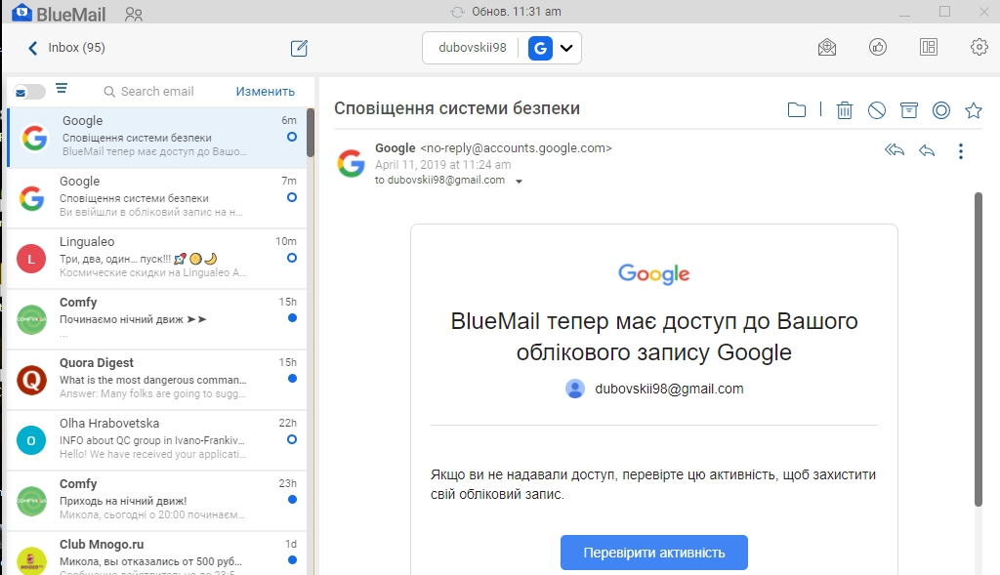 BlueMail
Обнов. 11:31 am
Inbox (95)
dubovskii98
Search email
Изменить
Google
6m
Сповіщення системи безпеки
BlueMail тепер має доступ до Вашо...
Google
7m
Сповіщення системи безпеки
Ви ввійшли в обліковий запис на н...
L
Lingualeo
10m
Три, два, один... пуск!!! 🚀🌕🌙
Космические скидки на Lingualeo А...
Comfy
15h
Починаємо нічний движ ➤➤
...
Quora Digest
15h
What is the most dangerous comman...
Answer: Many folks are going to sugg...
O
Olha Hrabovetska
22h
INFO about QC group in Ivano-Frankiv...
Hello! We have received your applicati...
Comfy
23h
Приходь на нічний движ!
Микола, сьогодні о 20:00 починаєм...
Club Mnogo.ru
1d
Микола, вы отказались от 500 руб...
Сповіщення системи безпеки
Google <no-reply@accounts.google.com>
April 11, 2019 at 11:24 am
to dubovskii98@gmail.com
Google
BlueMail тепер має доступ до Вашого
облікового запису Google
dubovskii98@gmail.com
Якщо ви не надавали доступ, перевірте цю активність, щоб захистити
свій обліковий запис.
Перевірити активність